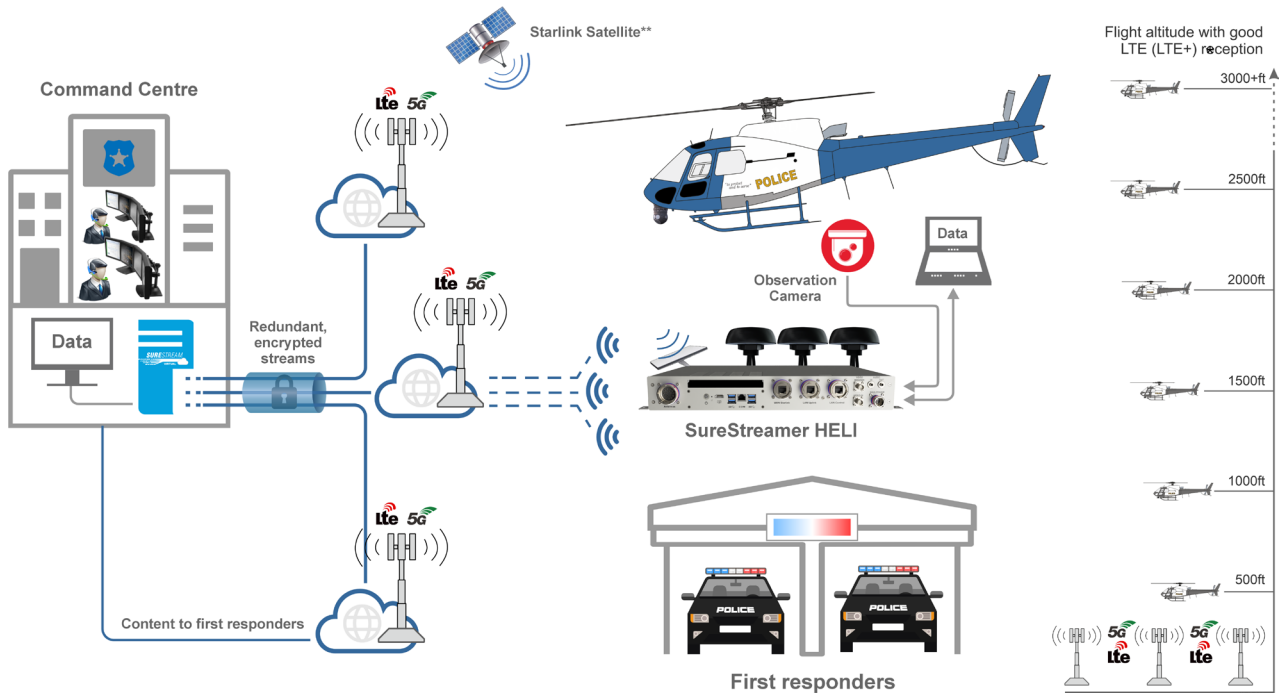 Starlink Satellite**
Flight altitude with good
LTE (LTE+) reception
*
3000+ft
Command Centre
Lte 5G
POLICE
2500ft
Data
Observation
Camera
2000ft
Lte 5G
Data
SURESTREAM
Redundant,
encrypted
streams
1500ft
SureStreamer HELI
1000ft
Lte 5G
500ft
POLICE
POLICE
Content to first responders
5G
Lte
5G
Lte
First responders